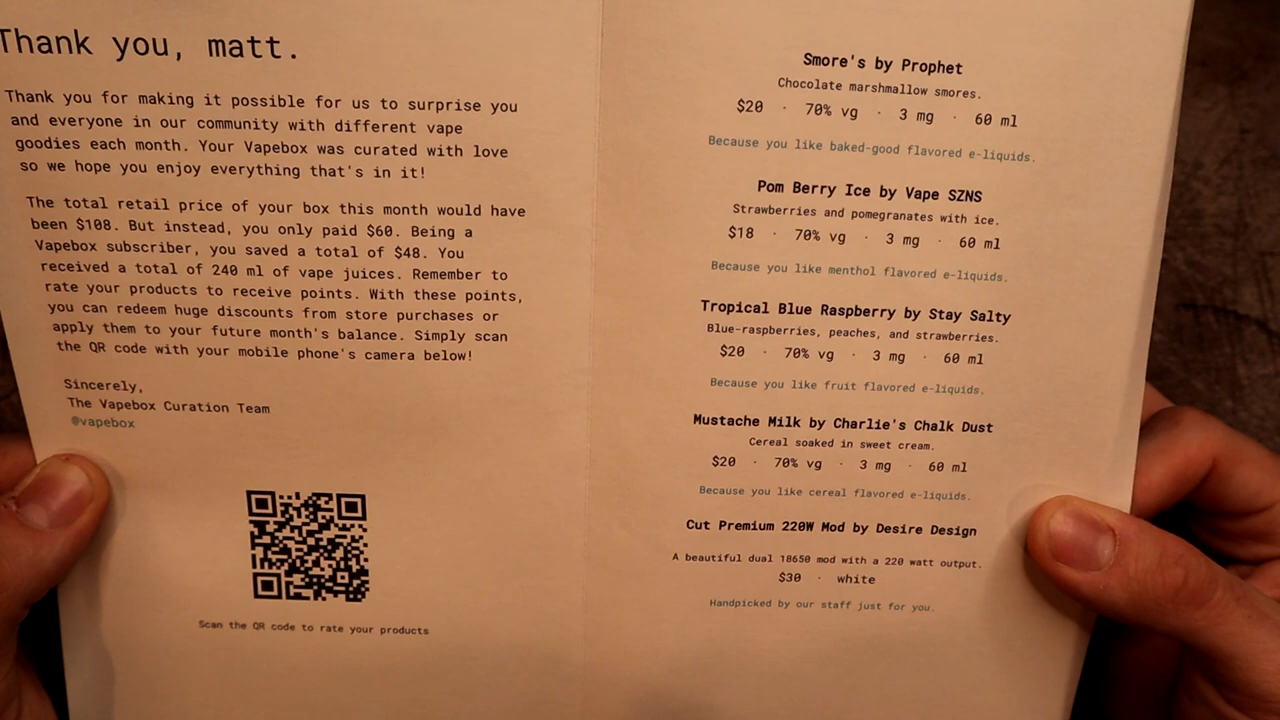 Thank you, matt.
Thank you for making it possible for us to surprise you
and everyone in our community with different vape
goodies each month. Your Vapebox was curated with love
so we hope you enjoy everything that's in it!
The total retail price of your box this month would have
been $108. But instead, you only paid $60. Being a
Vapebox subscriber, you saved a total of $48. You
received a total of 240 ml of vape juices. Remember to
rate your products to receive points. With these points,
you can redeem huge discounts from store purchases or
apply them to your future month's balance. Simply scan
the QR code with your mobile phone's camera below!
Sincerely,
The Vapebox Curation Team
@vapebox
Scan the QR code to rate your products
Smore's by Prophet
Chocolate marshmallow smores.
$20 · 70% vg · 3 mg · 60 ml
Because you like baked-good flavored e-liquids.
Pom Berry Ice by Vape SZNS
Strawberries and pomegranates with ice.
$18 · 70% vg · 3 mg · 60 ml
Because you like menthol flavored e-liquids.
Tropical Blue Raspberry by Stay Salty
Blue-raspberries, peaches, and strawberries.
$20 · 70% vg · 3 mg · 60 ml
Because you like fruit flavored e-liquids.
Mustache Milk by Charlie's Chalk Dust
Cereal soaked in sweet cream.
$20 · 70% vg · 3 mg · 60 ml
Because you like cereal flavored e-liquids.
Cut Premium 220W Mod by Desire Design
A beautiful dual 18650 mod with a 220 watt output.
$30 · white
Handpicked by our staff just for you.